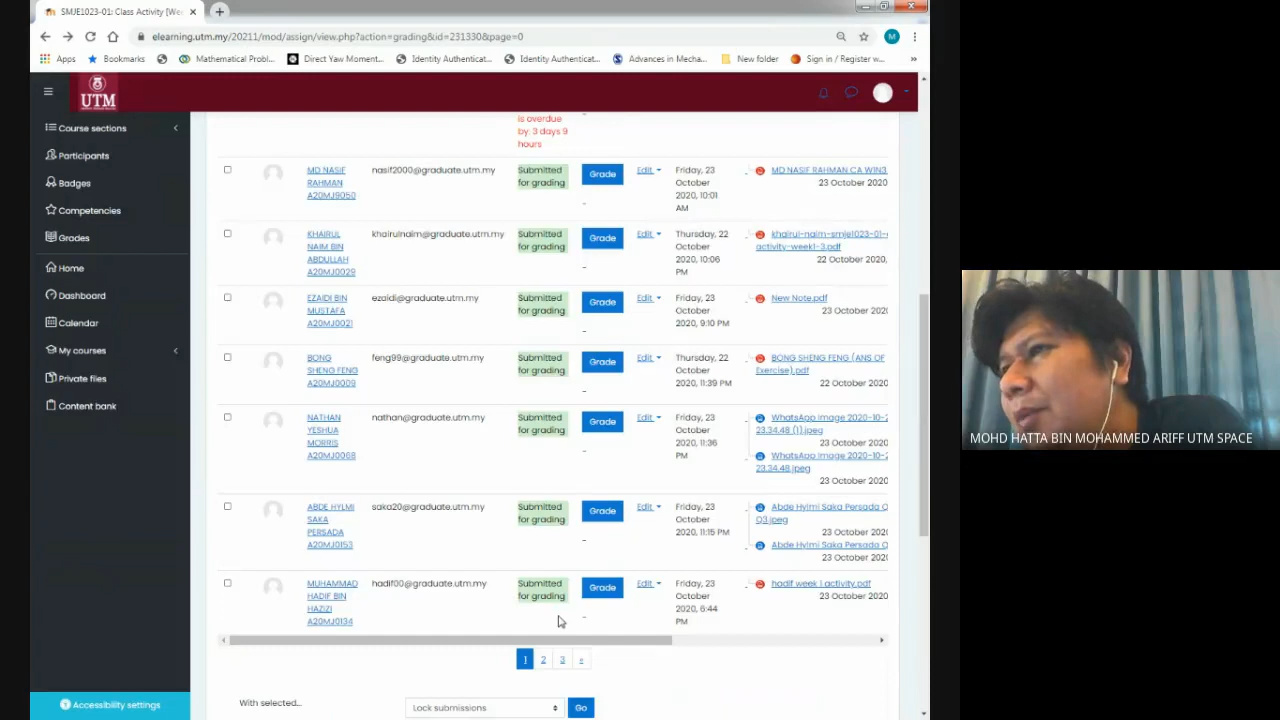 SMJE1023-01: Class Activity (We
elearning.utm.my/20211/mod/assign/view.php?action=grading&id=231330&page=0
M
Apps Bookmarks Mathematical Probl... Direct Yaw Moment... Identity Authenticat... Identity Authenticat... Advances in Mecha... New folder Sign in / Register w... »
UTM
Course sections
Participants
Badges
Competencies
Grades
Home
Dashboard
Calendar
My courses
Private files
Content bank
Accessibility settings
is overdue
by: 3 days 9
hours
MD NASIF
RAHMAN
A20MJ9050
nasif2000@graduate.utm.my
Submitted
for grading
Grade
-
Edit
Friday, 23
October
2020, 10:01
AM
MD NASIF RAHMAN CA WIN3
23 October 2020
KHAIRUL
NAIM BIN
ABDULLAH
A20MJ0029
khairulnaim@graduate.utm.my
Submitted
for grading
Grade
-
Edit
Thursday, 22
October
2020, 10:06
PM
khairul-naim-smje1023-01-
activity-week1-3.pdf
22 October 2020,
EZAIDI BIN
MUSTAFA
A20MJ0021
ezaidi@graduate.utm.my
Submitted
for grading
Grade
-
Edit
Friday, 23
October
2020, 9:10 PM
New Note.pdf
23 October 2020
BONG
SHENG FENG
A20MJ0009
feng99@graduate.utm.my
Submitted
for grading
Grade
-
Edit
Thursday, 22
October
2020, 11:39 PM
BONG SHENG FENG (ANS OF
Exercise).pdf
22 October 2020
NATHAN
YESHUA
MORRIS
A20MJ0068
nathan@graduate.utm.my
Submitted
for grading
Grade
-
Edit
Friday, 23
October
2020, 11:36
PM
WhatsApp Image 2020-10-2
23.34.48 (1).jpeg
23 October 2020
WhatsApp Image 2020-10-2
23.34.48.jpeg
23 October 2020
ABDE HYLMI
SAKA
PERSADA
A20MJ0153
saka20@graduate.utm.my
Submitted
for grading
Grade
-
Edit
Friday, 23
October
2020, 11:15 PM
Abde Hylmi Saka Persada Q
Q3.jpeg
23 October 2020
Abde Hylmi Saka Persada Q
23 October 2020
MUHAMMAD
HADIF BIN
HAZIZI
A20MJ0134
hadif00@graduate.utm.my
Submitted
for grading
Grade
-
Edit
Friday, 23
October
2020, 6:44
PM
hadif week 1 activity.pdf
23 October 2020
1 2 3 »
With selected... Lock submissions Go
MOHD HATTA BIN MOHAMMED ARIFF UTM SPACE